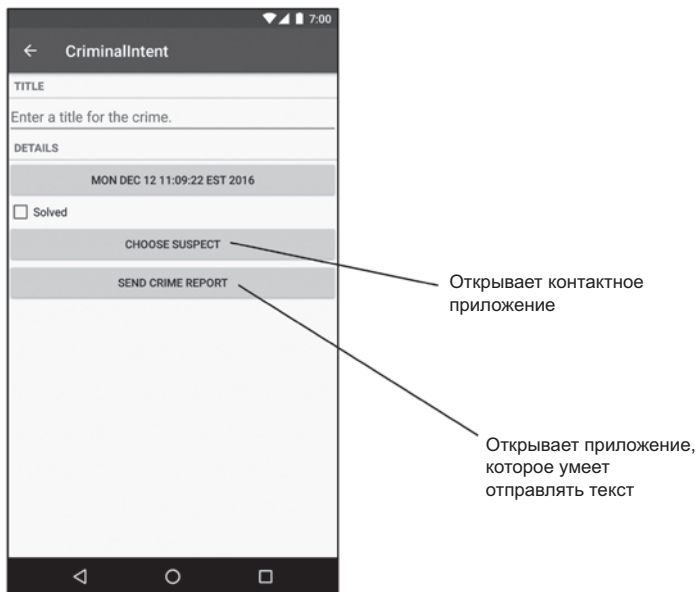 7:00
CriminalIntent
TITLE
Enter a title for the crime.
DETAILS
MON DEC 12 11:09:22 EST 2016
Solved
CHOOSE SUSPECT
SEND CRIME REPORT
Открывает контактное
приложение
Открывает приложение,
которое умеет
отправлять текст